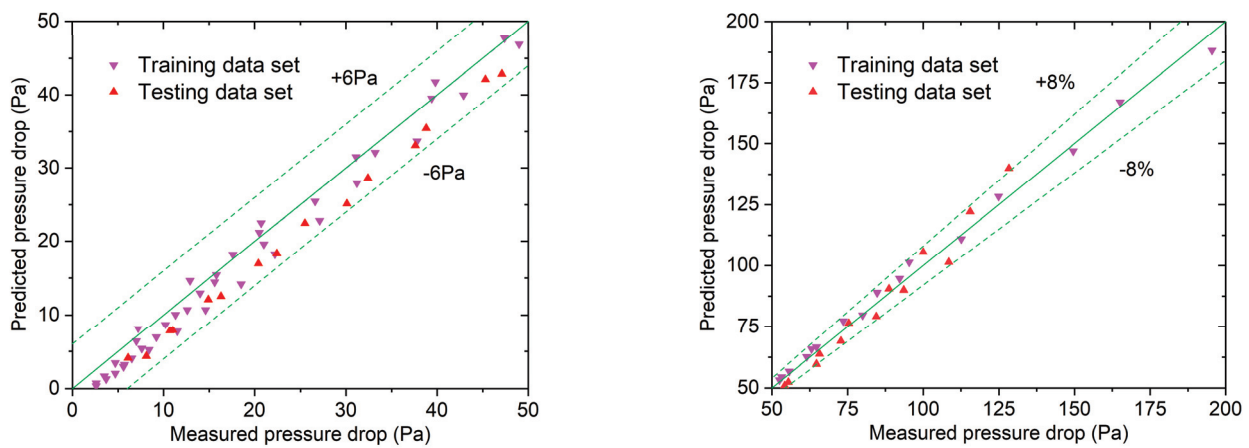 50
40
30
20
10
0
Predicted pressure drop (Pa)
Training data set
Testing data set
+6Pa
-6Pa
0 10 20 30 40 50
Measured pressure drop (Pa)
200
175
150
125
100
75
50
Predicted pressure drop (Pa)
Training data set
Testing data set
+8%
-8%
50 75 100 125 150 175 200
Measured pressure drop (Pa)